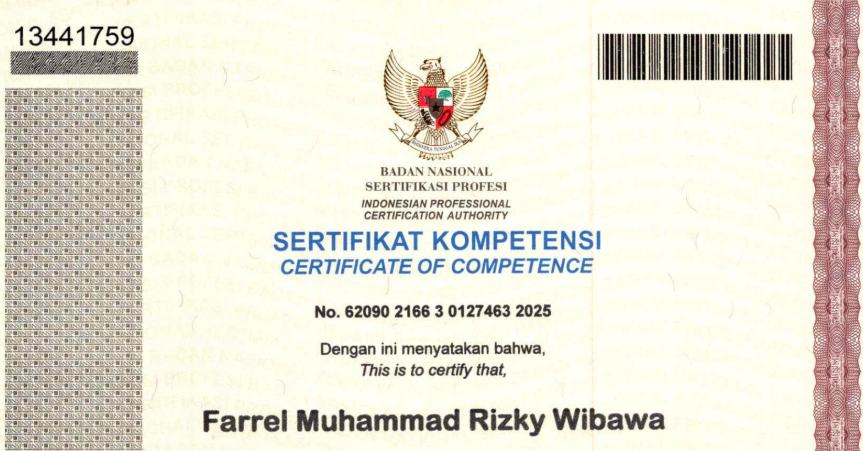 13441759
BHINNEKA TUNGGAL IKA
BADAN NASIONAL
SERTIFIKASI PROFESI
INDONESIAN PROFESSIONAL
CERTIFICATION AUTHORITY
SERTIFIKAT KOMPETENSI
CERTIFICATE OF COMPETENCE
No. 62090 2166 3 0127463 2025
Dengan ini menyatakan bahwa,
This is to certify that,
Farrel Muhammad Rizky Wibawa